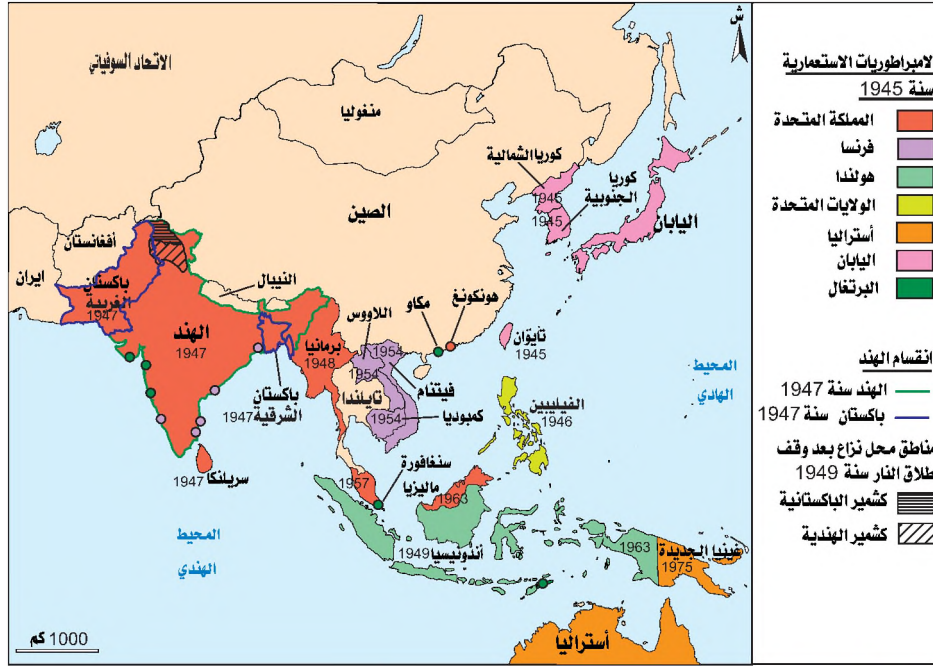 ش
الاتحاد السوفياتي
منغوليا
كوريا الشمالية
1945
كوريا
الجنوبية
1945
اليابان
الصين
أفغانستان
ايران
باكستان
الغربية
1947
النيبال
الهند
1947
برمانيا
1948
اللاووس
1954
مكاو
هونكونغ
تايوان
1945
المحيط
الهادي
1954
فيتنام
تايلندا
كمبوديا
1954
باكستان
الشرقية 1947
الفيليبين
1946
سريلنكا
1947
سنغافورة
ماليزيا
1957
1963
المحيط
الهندي
أندونيسيا 1949
1963
غينيا الجديدة
1975
أستراليا
1000 كم
لامبراطوريات الاستعمارية
سنة 1945
المملكة المتحدة
فرنسا
هولندا
الولايات المتحدة
أستراليا
اليابان
البرتغال
انقسام الهند
الهند سنة 1947
باكستان سنة 1947
مناطق محل نزاع بعد وقف
طلاق النار سنة 1949
كشمير الباكستانية
كشمير الهندية